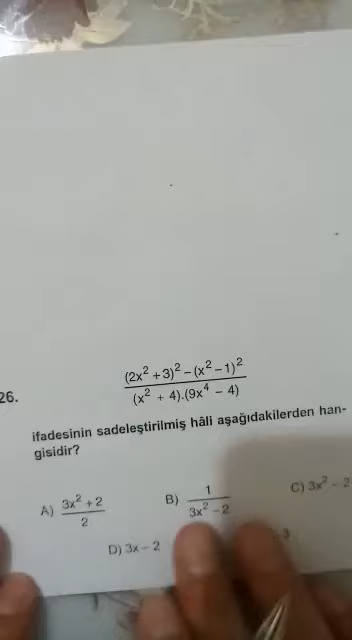 26.
(2x² + 3)² – (x² – 1)²
(x² + 4).(9x⁴ – 4)
ifadesinin sadeleştirilmiş hâli aşağıdakilerden han-
gisidir?
A) 3x² + 2 / 2
B) 1 / 3x² – 2
C) 3x² – 2
D) 3x – 2
3